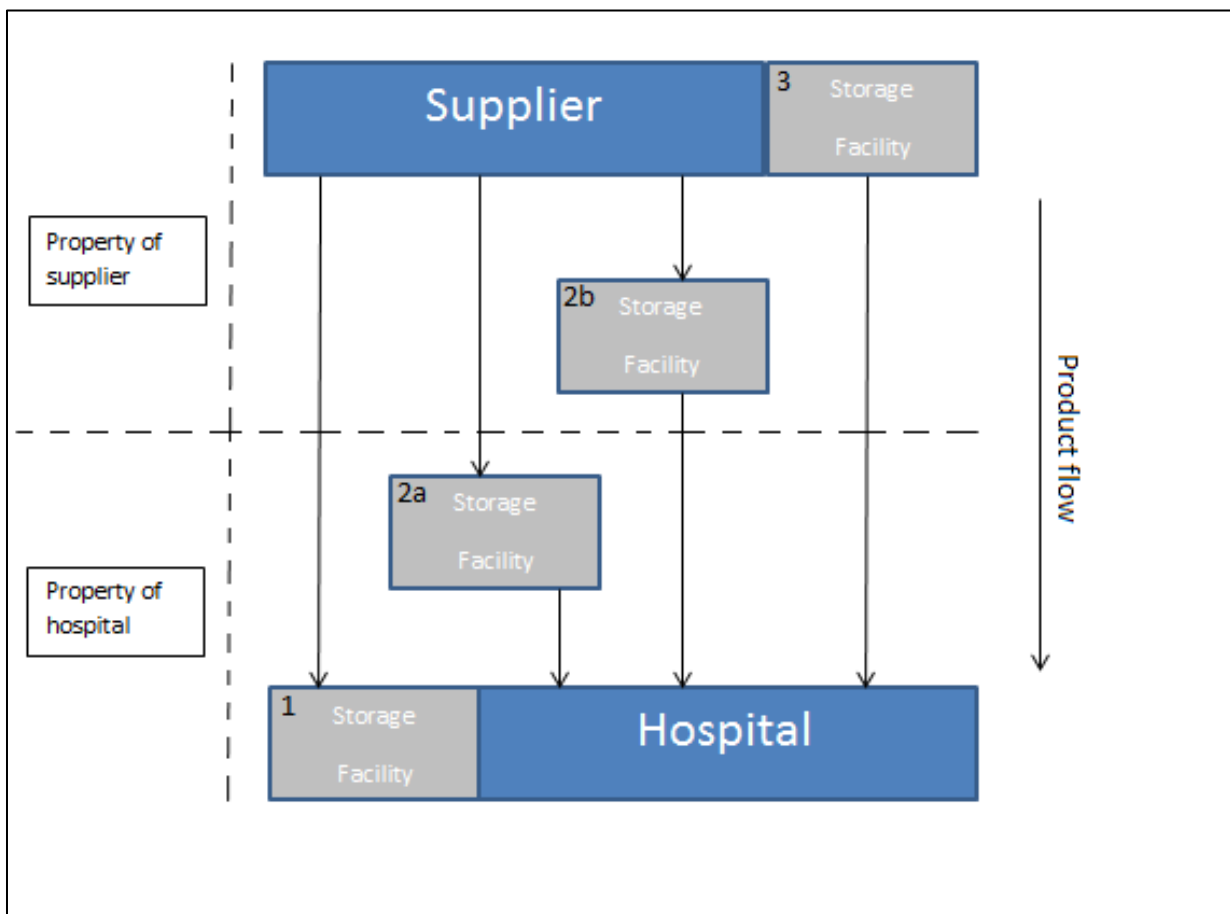 Supplier
3
Storage
Facility
Property of
supplier
2b
Storage
Facility
Product flow
2a
Storage
Facility
Property of
hospital
1
Storage
Facility
Hospital